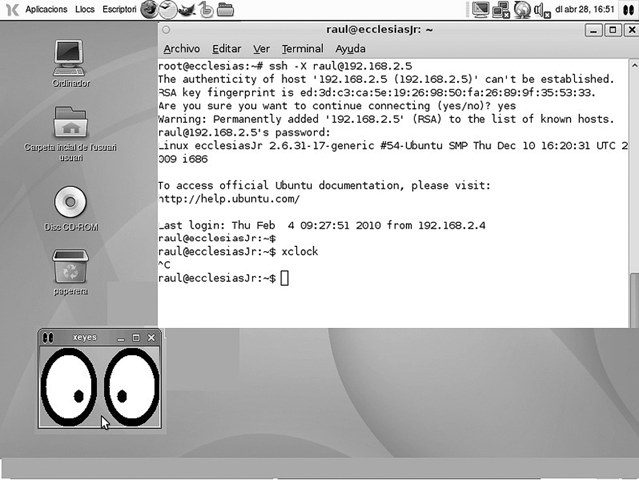 Aplicacions Llocs Escriptori
dl abr 28, 16:51
raul@ecclesiasJr: ~
Archivo Editar Ver Terminal Ayuda
root@ecclesias:~# ssh -X raul@192.168.2.5
The authenticity of host '192.168.2.5 (192.168.2.5)' can't be established.
RSA key fingerprint is ed:3d:c3:ca:5e:19:26:98:50:fa:26:89:9f:35:53:33.
Are you sure you want to continue connecting (yes/no)? yes
Warning: Permanently added '192.168.2.5' (RSA) to the list of known hosts.
raul@192.168.2.5's password:
Linux ecclesiasJr 2.6.31-17-generic #54-Ubuntu SMP Thu Dec 10 16:20:31 UTC 2
009 i686
To access official Ubuntu documentation, please visit:
http://help.ubuntu.com/
Last login: Thu Feb  4 09:27:51 2010 from 192.168.2.4
raul@ecclesiasJr:~$
raul@ecclesiasJr:~$ xclock
^C
raul@ecclesiasJr:~$
Ordinador
Carpeta inicial de l'usuari
usuari
Disc CD-ROM
paperera
xeyes